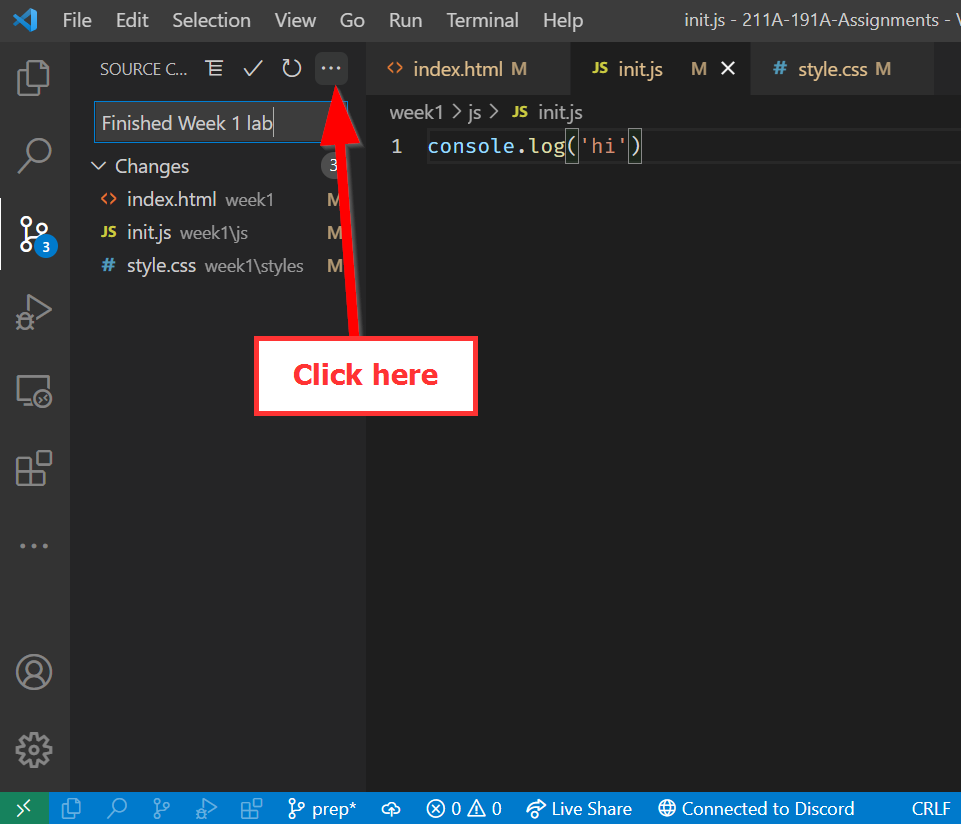 File Edit Selection View Go Run Terminal Help init.js - 211A-191A-Assignments -
SOURCE C... ···
index.html M
JS init.js M
# style.css M
Finished Week 1 lab
week1 > js > JS init.js
1 console.log('hi')
Changes 3
index.html week1 M
JS init.js week1\js M
# style.css week1\styles M
3
Click here
prep* 0 0 Live Share Connected to Discord CRLF